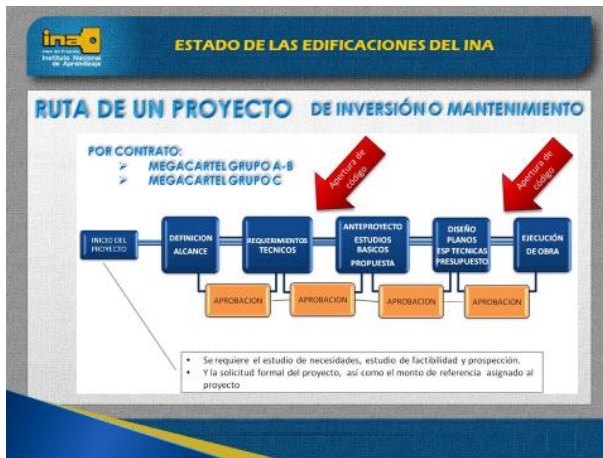 ina
Instituto Nacional
de Aprendizaje
ESTADO DE LAS EDIFICACIONES DEL INA
RUTA DE UN PROYECTO DE INVERSIÓN O MANTENIMIENTO
POR CONTRATO:
➢ MEGACARTEL GRUPO A-B
➢ MEGACARTEL GRUPO C
Apertura de
código
Apertura de
código
INICIO DEL
PROYECTO
DEFINICION
ALCANCE
REQUERIMIENTOS
TECNICOS
ANTEPROYECTO
ESTUDIOS
BASICOS
PROPUESTA
DISEÑO
PLANOS
ESP TECNICAS
PRESUPUESTO
EJECUCIÓN
DE OBRA
APROBACION
APROBACION
APROBACION
APROBACION
• Se requiere el estudio de necesidades, estudio de factibilidad y prospección.
• Y la solicitud formal del proyecto, así como el monto de referencia asignado al
proyecto